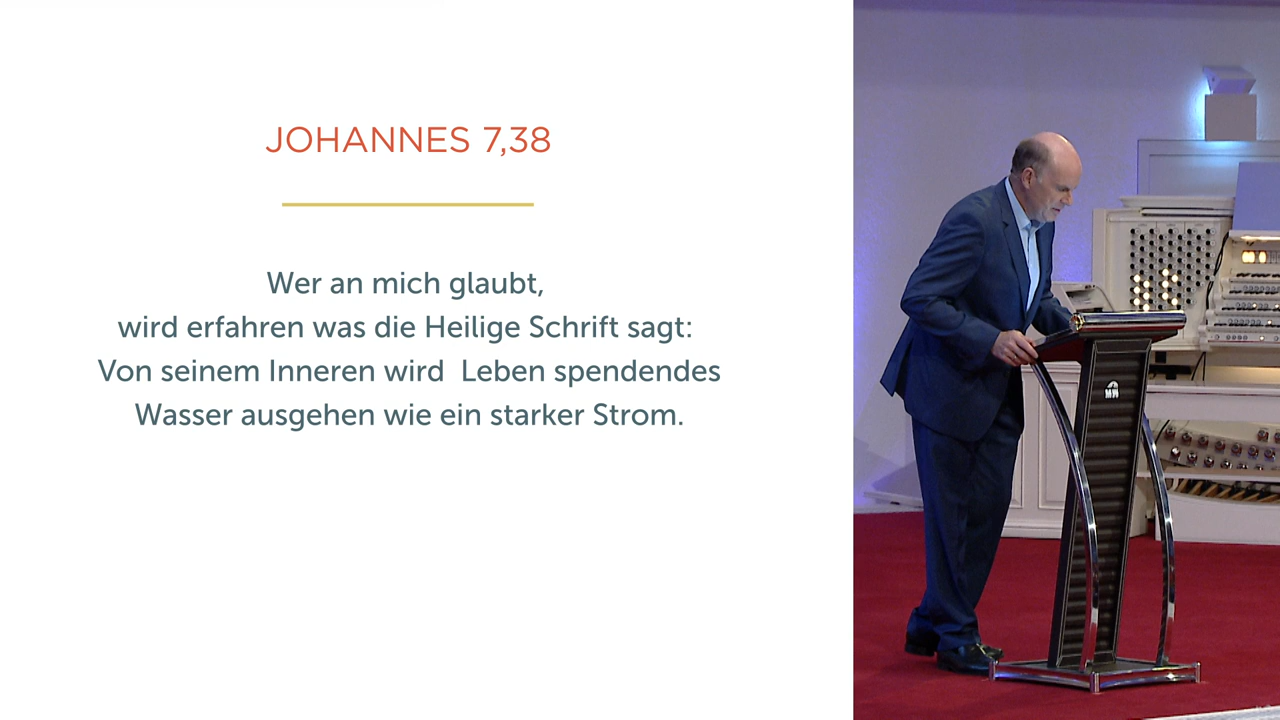 JOHANNES 7,38
Wer an mich glaubt,
wird erfahren was die Heilige Schrift sagt:
Von seinem Inneren wird  Leben spendendes
Wasser ausgehen wie ein starker Strom.